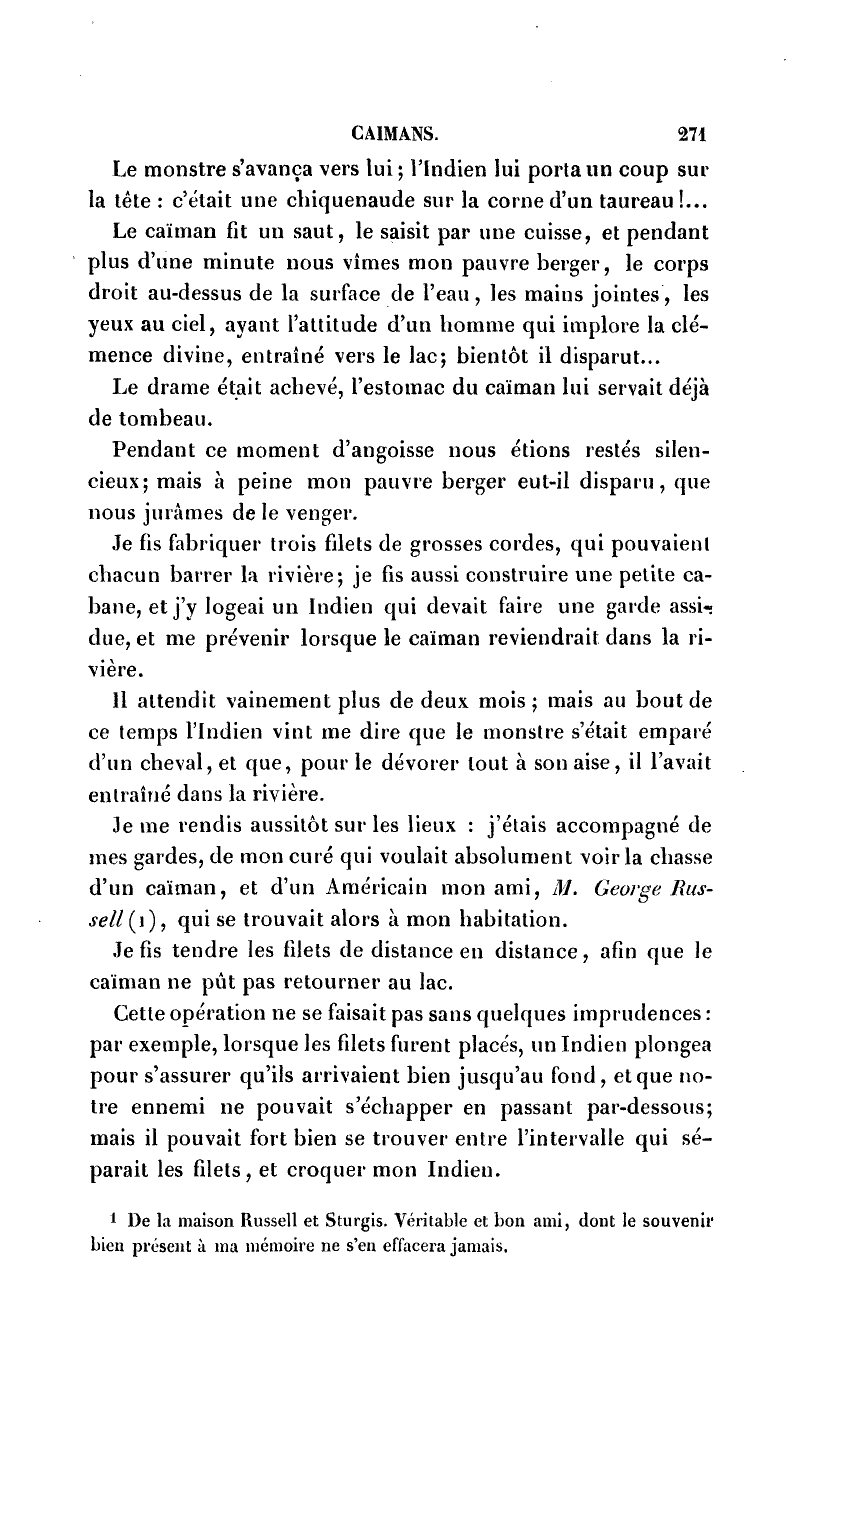 CAIMANS. 271
Le monstre s'avança vers lui ; l'Indien lui porta un coup sur
la tête : c'était une chiquenaude sur la corne d'un taureau !...
Le caïman fit un saut, le saisit par une cuisse, et pendant
plus d'une minute nous vîmes mon pauvre berger, le corps
droit au-dessus de la surface de l'eau, les mains jointes, les
yeux au ciel, ayant l'attitude d'un homme qui implore la clé-
mence divine, entraîné vers le lac; bientôt il disparut...
Le drame était achevé, l'estomac du caïman lui servait déjà
de tombeau.
Pendant ce moment d'angoisse nous étions restés silen-
cieux; mais à peine mon pauvre berger eut-il disparu, que
nous jurâmes de le venger.
Je fis fabriquer trois filets de grosses cordes, qui pouvaient
chacun barrer la rivière; je fis aussi construire une petite ca-
bane, et j'y logeai un Indien qui devait faire une garde assi-
due, et me prévenir lorsque le caïman reviendrait dans la ri-
vière.
Il attendit vainement plus de deux mois ; mais au bout de
ce temps l'Indien vint me dire que le monstre s'était emparé
d'un cheval, et que, pour le dévorer tout à son aise, il l'avait
entraîné dans la rivière.
Je me rendis aussitôt sur les lieux : j'étais accompagné de
mes gardes, de mon curé qui voulait absolument voir la chasse
d'un caïman, et d'un Américain mon ami, M. George Rus-
sell (1), qui se trouvait alors à mon habitation.
Je fis tendre les filets de distance en distance, afin que le
caïman ne pût pas retourner au lac.
Cette opération ne se faisait pas sans quelques imprudences :
par exemple, lorsque les filets furent placés, un Indien plongea
pour s'assurer qu'ils arrivaient bien jusqu'au fond, et que no-
tre ennemi ne pouvait s'échapper en passant par-dessous;
mais il pouvait fort bien se trouver entre l'intervalle qui sé-
parait les filets, et croquer mon Indien.
1 De la maison Russell et Sturgis. Véritable et bon ami, dont le souvenir
bien présent à ma mémoire ne s'en effacera jamais.